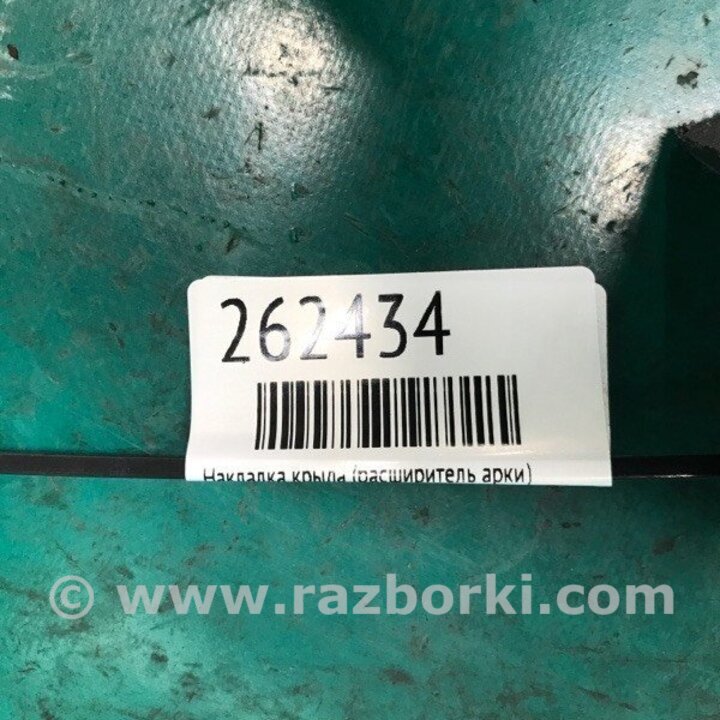 262434
Накладка крыла (расширитель арки)
© www.razborki.com